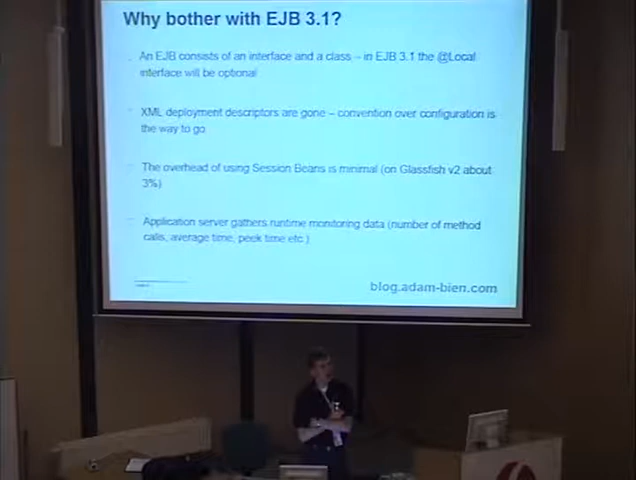 Why bother with EJB 3.1?
An EJB consists of an interface and a class – in EJB 3.1 the @Local
interface will be optional
XML deployment descriptors are gone – convention over configuration is
the way to go
The overhead of using Session Beans is minimal (on Glassfish v2 about
3%)
Application server gathers runtime monitoring data (number of method
calls, average time, peek time etc.)
blog.adam-bien.com